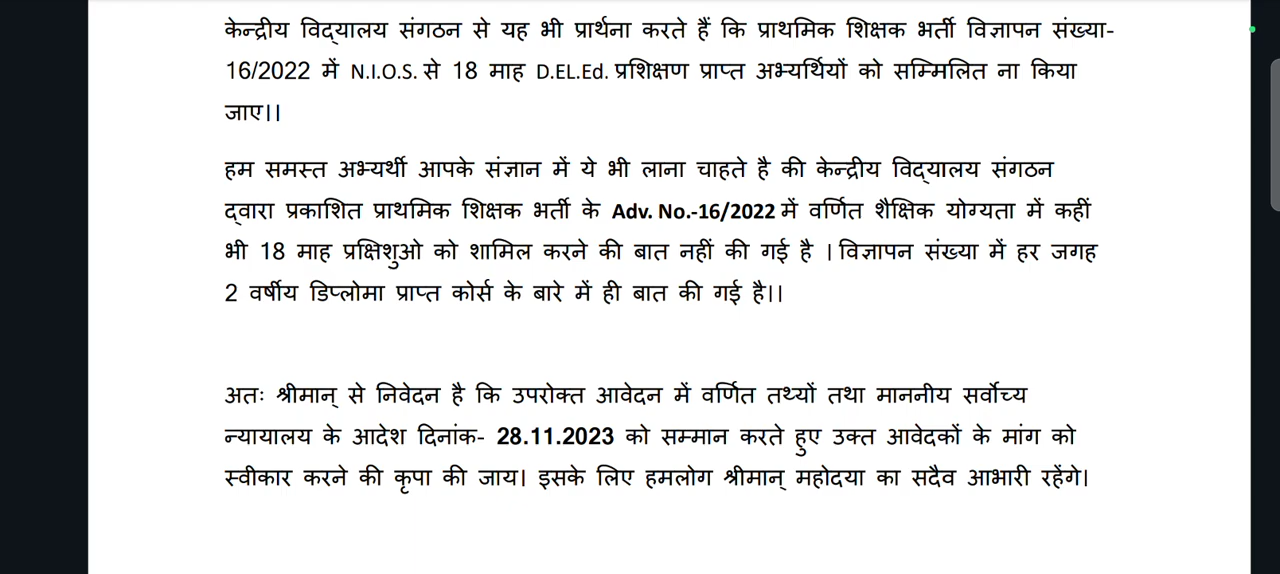 केन्द्रीय विद्यालय संगठन से यह भी प्रार्थना करते हैं कि प्राथमिक शिक्षक भर्ती विज्ञापन संख्या-
16/2022 में N.I.O.S. से 18 माह D.EL.Ed. प्रशिक्षण प्राप्त अभ्यर्थियों को सम्मिलित ना किया
जाए।।
हम समस्त अभ्यर्थी आपके संज्ञान में ये भी लाना चाहते है की केन्द्रीय विद्यालय संगठन
द्वारा प्रकाशित प्राथमिक शिक्षक भर्ती के Adv. No.-16/2022 में वर्णित शैक्षिक योग्यता में कहीं
भी 18 माह प्रक्षिशुओ को शामिल करने की बात नहीं की गई है । विज्ञापन संख्या में हर जगह
2 वर्षीय डिप्लोमा प्राप्त कोर्स के बारे में ही बात की गई है।।
अतः श्रीमान् से निवेदन है कि उपरोक्त आवेदन में वर्णित तथ्यों तथा माननीय सर्वोच्य
न्यायालय के आदेश दिनांक- 28.11.2023 को सम्मान करते हुए उक्त आवेदकों के मांग को
स्वीकार करने की कृपा की जाय। इसके लिए हमलोग श्रीमान् महोदया का सदैव आभारी रहेंगे।